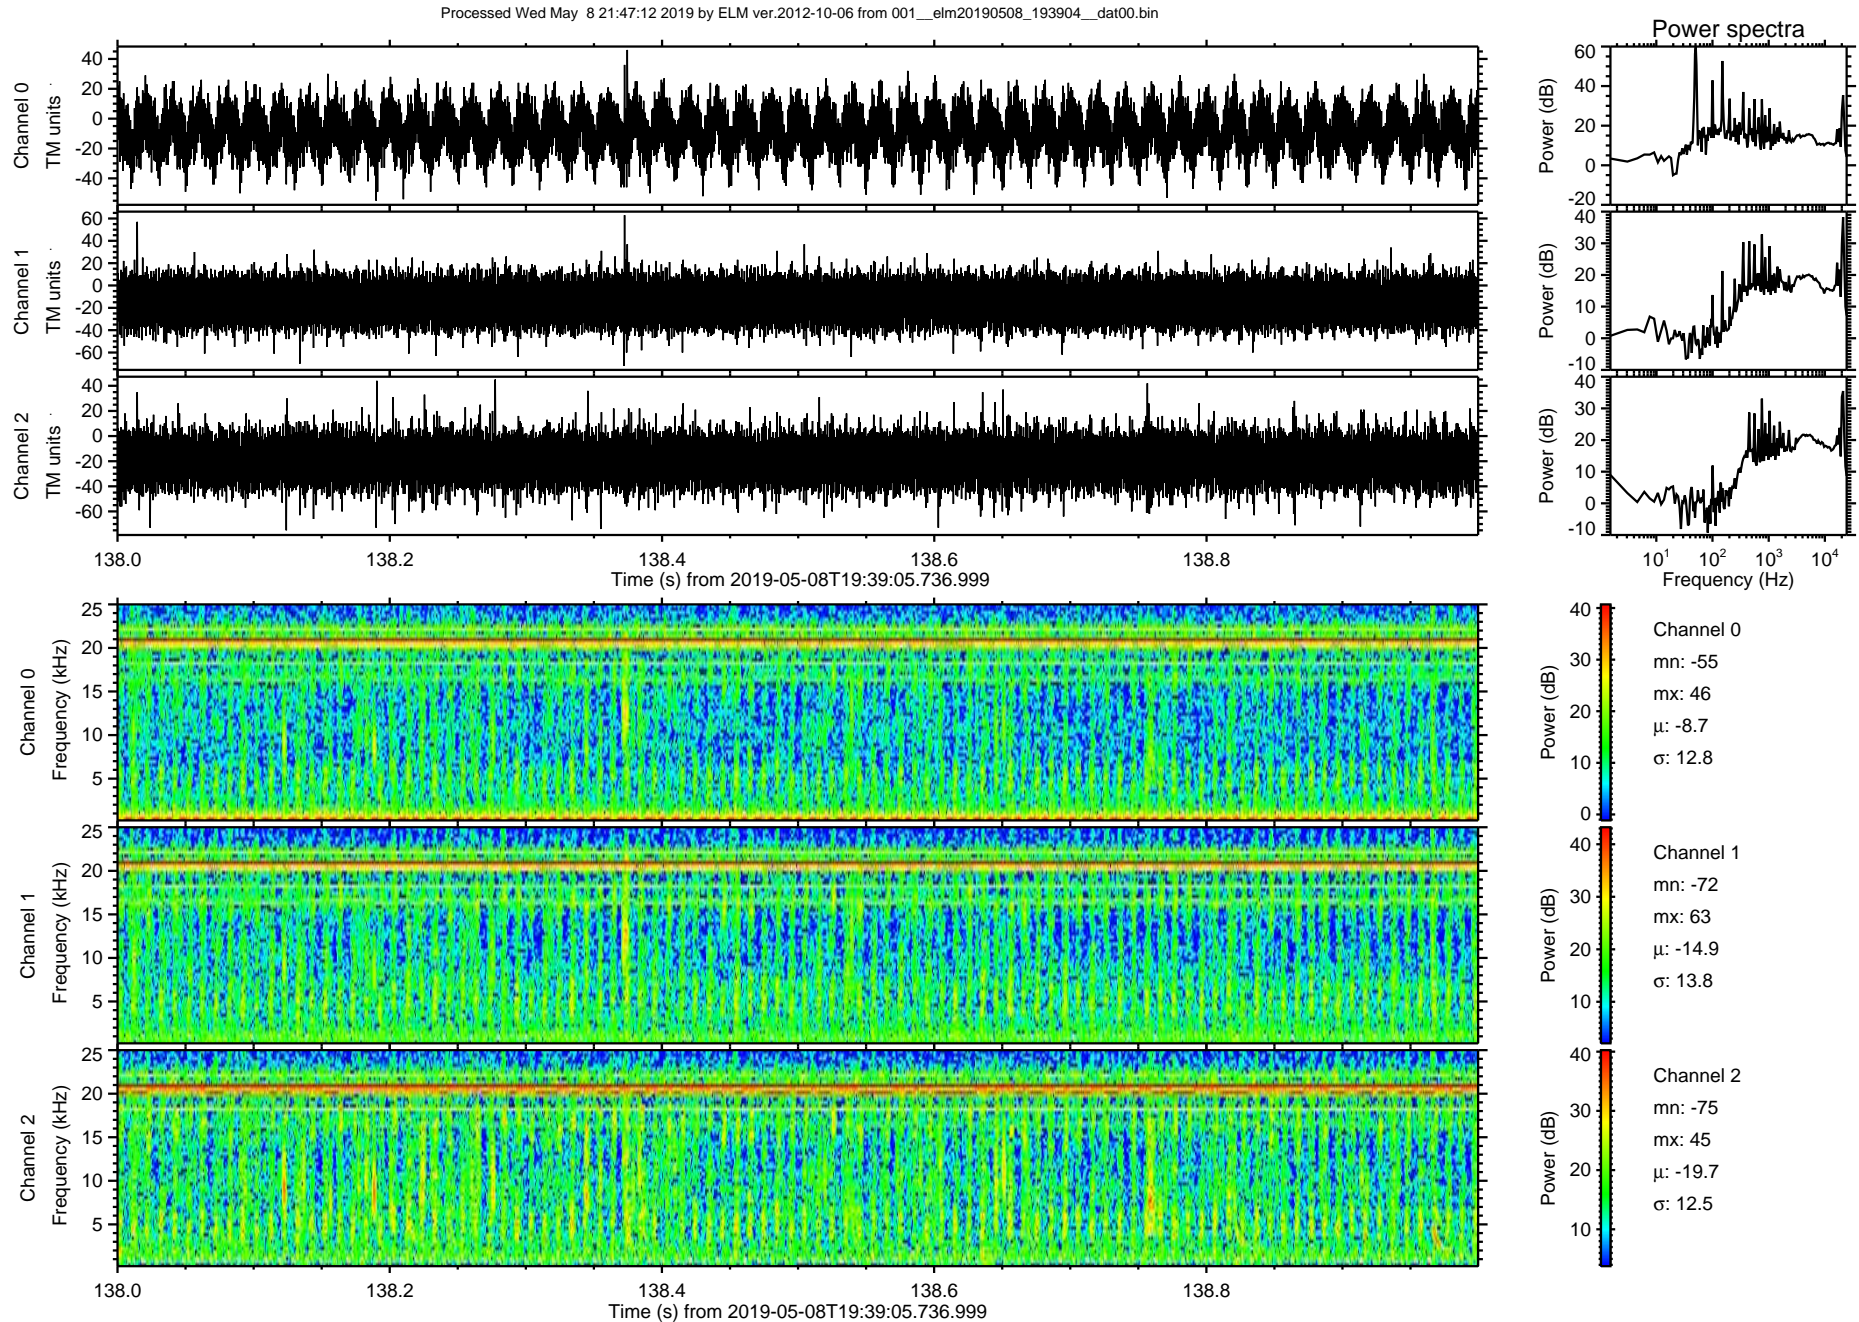 Processed Wed May  8 21:47:12 2019 by ELM ver.2012-10-06 from 001__elm20190508_193904__dat00.bin
Power spectra
Channel 0
TM units
40
20
0
-20
-40
Power (dB)
60
40
20
0
-20
Channel 1
TM units
60
40
20
0
-20
-40
-60
Power (dB)
40
30
20
10
0
-10
Channel 2
TM units
40
20
0
-20
-40
-60
Power (dB)
40
30
20
10
0
-10
138.0 138.2 138.4 138.6 138.8
Time (s) from 2019-05-08T19:39:05.736.999
10¹ 10² 10³ 10⁴
Frequency (Hz)
Channel 0
Frequency (kHz)
25
20
15
10
5
Power (dB)
40
30
20
10
0
Channel 0
mn: -55
mx: 46
μ: -8.7
σ: 12.8
Channel 1
Frequency (kHz)
25
20
15
10
5
Power (dB)
40
30
20
10
Channel 1
mn: -72
mx: 63
μ: -14.9
σ: 13.8
Channel 2
Frequency (kHz)
25
20
15
10
5
Power (dB)
40
30
20
10
Channel 2
mn: -75
mx: 45
μ: -19.7
σ: 12.5
138.0 138.2 138.4 138.6 138.8
Time (s) from 2019-05-08T19:39:05.736.999